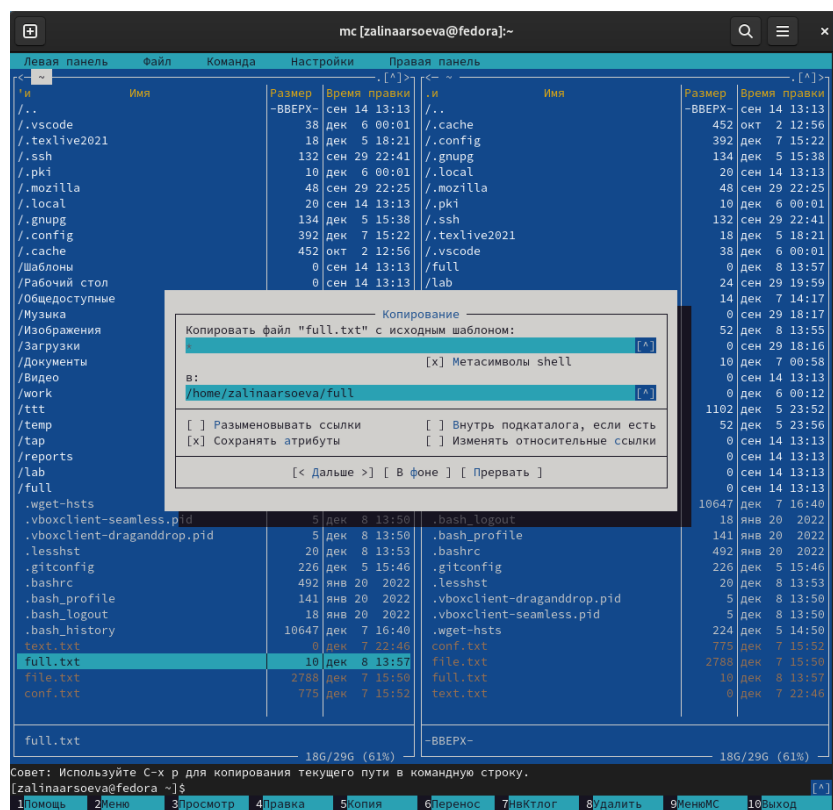 mc [zalinaarsoeva@fedora]:~
Левая панель Файл Команда Настройки Правая панель
<— ~ .[^]> <— ~ .[^]>
'и Имя Размер Время правки .и Имя Размер Время правки
/.. -ВВЕРХ- сен 14 13:13 /.. -ВВЕРХ- сен 14 13:13
/.vscode 38 дек 6 00:01 /.cache 452 окт 2 12:56
/.texlive2021 18 дек 5 18:21 /.config 392 дек 7 15:22
/.ssh 132 сен 29 22:41 /.gnupg 134 дек 5 15:38
/.pki 10 дек 6 00:01 /.local 20 сен 14 13:13
/.mozilla 48 сен 29 22:25 /.mozilla 48 сен 29 22:25
/.local 20 сен 14 13:13 /.pki 10 дек 6 00:01
/.gnupg 134 дек 5 15:38 /.ssh 132 сен 29 22:41
/.config 392 дек 7 15:22 /.texlive2021 18 дек 5 18:21
/.cache 452 окт 2 12:56 /.vscode 38 дек 6 00:01
/Шаблоны 0 сен 14 13:13 /full 0 дек 8 13:57
/Рабочий стол 0 сен 14 13:13 /lab 24 сен 29 19:59
/Общедоступные 14 дек 7 14:17
/Музыка Копирование 0 сен 29 18:17
/Изображения Копировать файл "full.txt" с исходным шаблоном: 52 дек 8 13:55
/Загрузки * [^] 0 сен 29 18:16
/Документы [x] Метасимволы shell 10 дек 7 00:58
/Видео в: 0 сен 14 13:13
/work /home/zalinaarsoeva/full [^] 0 дек 6 00:12
/ttt 1102 дек 5 23:52
/temp [ ] Разыменовывать ссылки [ ] Внутрь подкаталога, если есть 52 дек 5 23:56
/tap [x] Сохранять атрибуты [ ] Изменять относительные ссылки 0 сен 14 13:13
/reports 0 сен 14 13:13
/lab [< Дальше >] [ В фоне ] [ Прервать ] 0 сен 14 13:13
/full 0 сен 14 13:13
.wget-hsts 10647 дек 7 16:40
.vboxclient-seamless.pid 5 дек 8 13:50 .bash_logout 18 янв 20 2022
.vboxclient-draganddrop.pid 5 дек 8 13:50 .bash_profile 141 янв 20 2022
.lesshst 20 дек 8 13:53 .bashrc 492 янв 20 2022
.gitconfig 226 дек 5 15:46 .gitconfig 226 дек 5 15:46
.bashrc 492 янв 20 2022 .lesshst 20 дек 8 13:53
.bash_profile 141 янв 20 2022 .vboxclient-draganddrop.pid 5 дек 8 13:50
.bash_logout 18 янв 20 2022 .vboxclient-seamless.pid 5 дек 8 13:50
.bash_history 10647 дек 7 16:40 .wget-hsts 224 дек 5 14:50
text.txt 0 дек 7 22:46 conf.txt 775 дек 7 15:52
full.txt 10 дек 8 13:57 file.txt 2788 дек 7 15:50
file.txt 2788 дек 7 15:50 full.txt 10 дек 8 13:57
conf.txt 775 дек 7 15:52 text.txt 0 дек 7 22:46
full.txt -ВВЕРХ-
18G/29G (61%) 18G/29G (61%)
Совет: Используйте C-x p для копирования текущего пути в командную строку.
[zalinaarsoeva@fedora ~]$ [^]
1Помощь 2Меню 3Просмотр 4Правка 5Копия 6Перенос 7НвКтлог 8Удалить 9МенюМС 10Выход